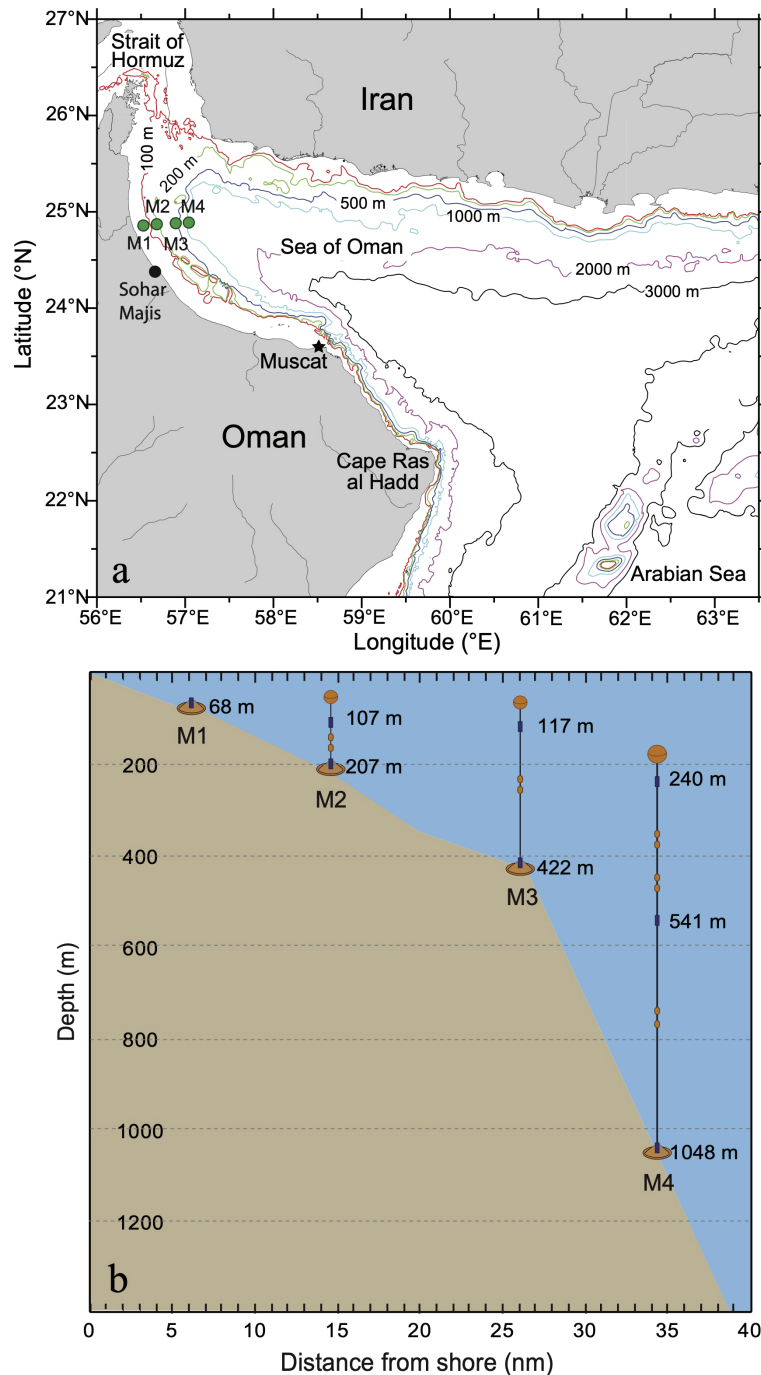 27°N
26°N
25°N
24°N
23°N
22°N
21°N
Latitude (°N)
Strait of
Hormuz
Iran
100 m
200 m
M2 M4
M1 M3
500 m
1000 m
Sea of Oman
2000 m
3000 m
Sohar
Majis
Muscat
Oman
Cape Ras
al Hadd
Arabian Sea
a
56°E 57°E 58°E 59°E 60°E 61°E 62°E 63°E
Longitude (°E)
68 m
M1
107 m
207 m
M2
117 m
422 m
M3
240 m
541 m
1048 m
M4
200
400
600
800
1000
1200
Depth (m)
b
0 5 10 15 20 25 30 35 40
Distance from shore (nm)